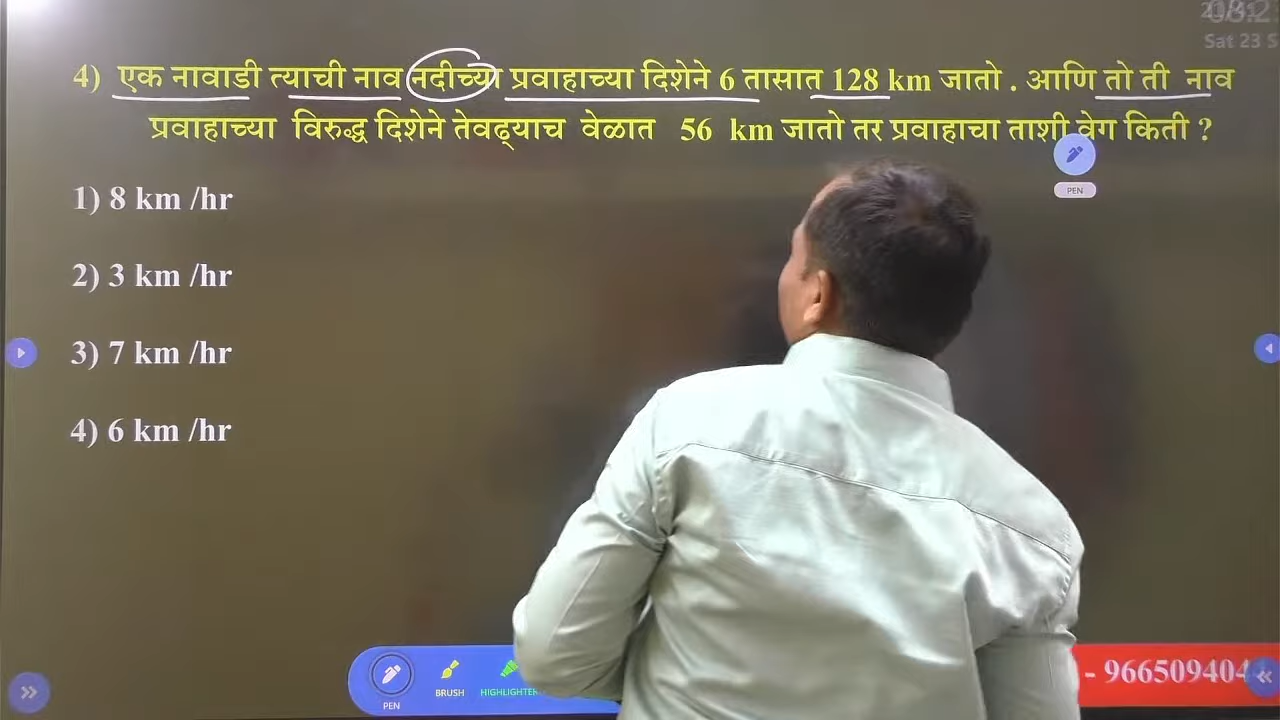 Sat 23 S
4) एक नावाडी त्याची नाव नदीच्या प्रवाहाच्या दिशेने 6 तासात 128 km जातो . आणि तो ती नाव
प्रवाहाच्या विरुद्ध दिशेने तेवढ्याच वेळात 56 km जातो तर प्रवाहाचा ताशी वेग किती ?
PEN
1) 8 km /hr
2) 3 km /hr
3) 7 km /hr
4) 6 km /hr
PEN BRUSH HIGHLIGHTER
- 966509404